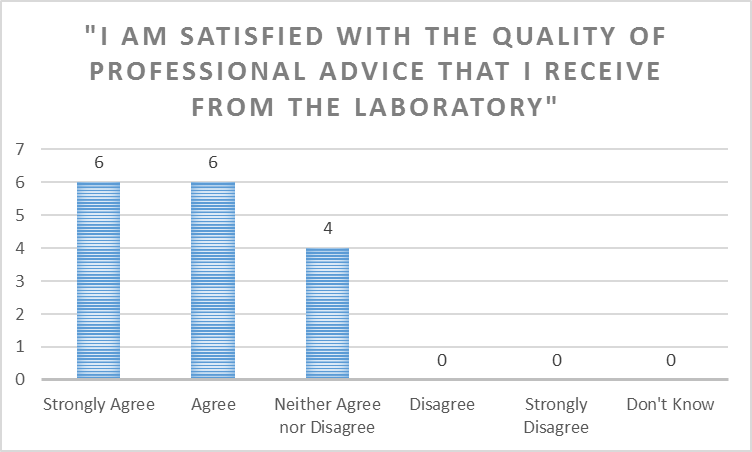 "I AM SATISFIED WITH THE QUALITY OF
PROFESSIONAL ADVICE THAT I RECEIVE
FROM THE LABORATORY"
7
6
5
4
3
2
1
0
6
6
4
0
0
0
Strongly Agree
Agree
Neither Agree
nor Disagree
Disagree
Strongly
Disagree
Don't Know